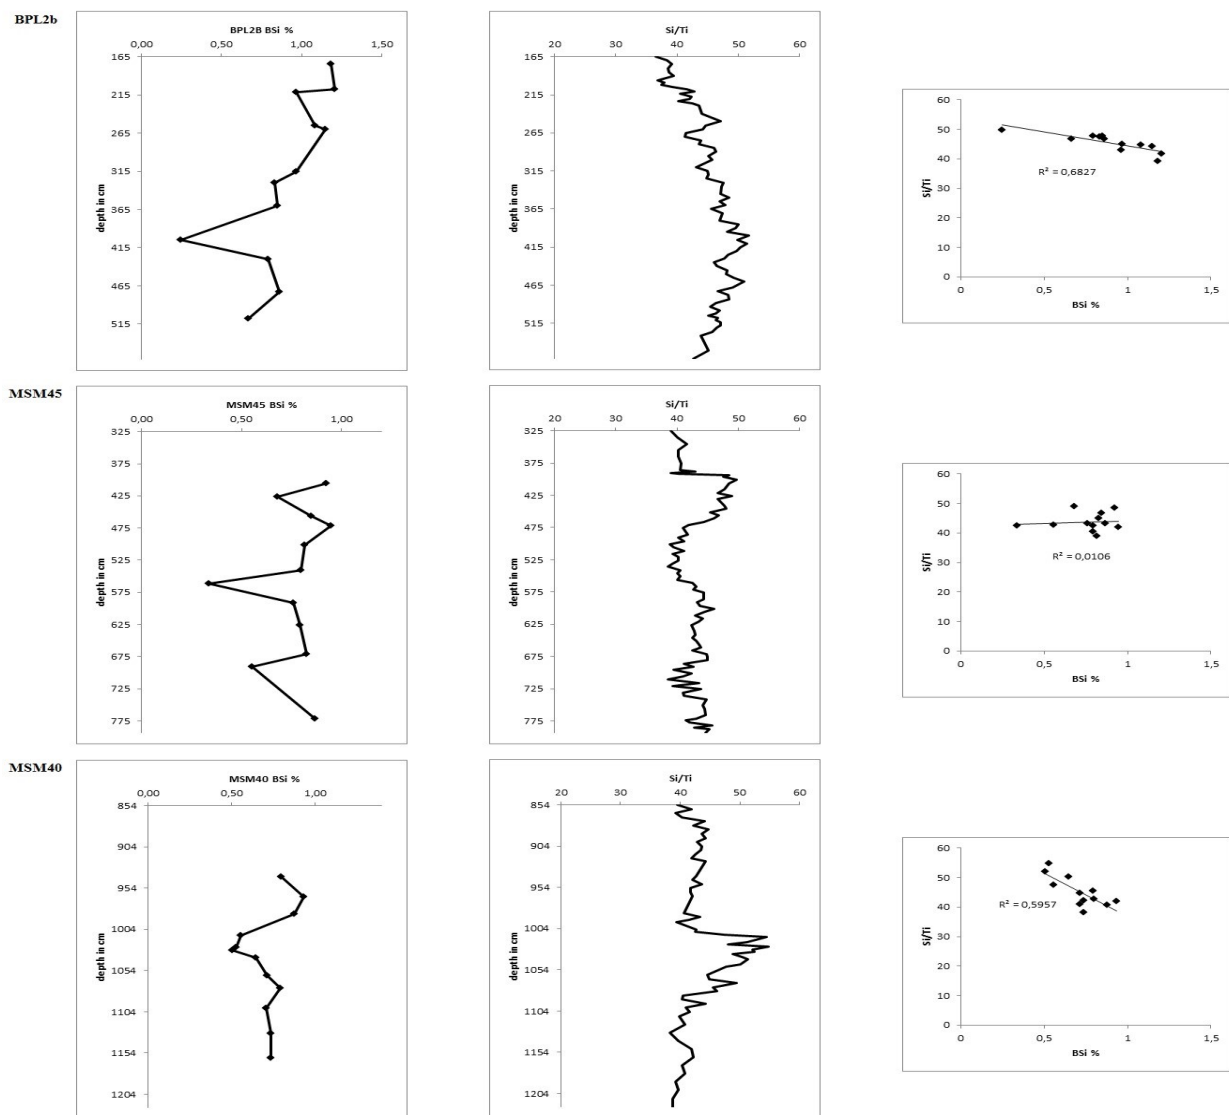 BPL2b
BPL2B BSi %
0,00 0,50 1,00 1,50
165
215
265
315
365
415
465
515
depth in cm
Si/Ti
20 30 40 50 60
165
215
265
315
365
415
465
515
depth in cm
60
50
40
30
20
10
0
Si/Ti
R² = 0,6827
0 0,5 1 1,5
BSi %
MSM45
MSM45 BSi %
0,00 0,50 1,00
325
375
425
475
525
575
625
675
725
775
depth in cm
Si/Ti
20 30 40 50 60
325
375
425
475
525
575
625
675
725
775
depth in cm
60
50
40
30
20
10
0
Si/Ti
R² = 0,0106
0 0,5 1 1,5
BSi %
MSM40
MSM40 BSi %
0,00 0,50 1,00
854
904
954
1004
1054
1104
1154
1204
depth in cm
Si/Ti
20 30 40 50 60
854
904
954
1004
1054
1104
1154
1204
depth in cm
60
50
40
30
20
10
0
Si/Ti
R² = 0,5957
0 0,5 1 1,5
BSi %